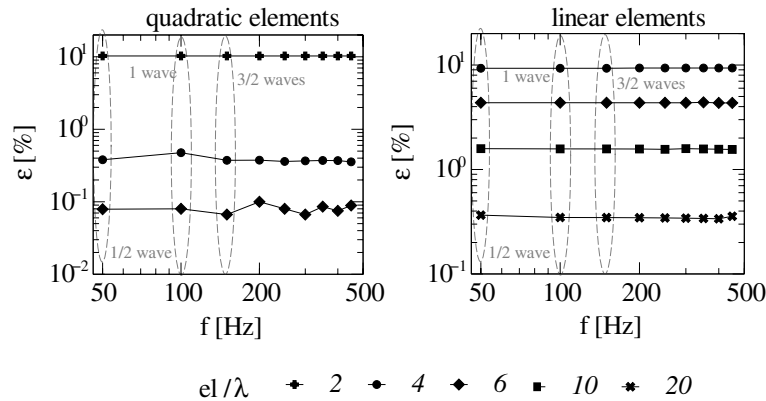 quadratic elements
10^1
10^0
10^-1
10^-2
ε [%]
1 wave
3/2 waves
1/2 wave
50 100 200 500
f [Hz]
linear elements
10^1
10^0
10^-1
ε [%]
1 wave
3/2 waves
1/2 wave
50 100 200 500
f [Hz]
el/λ 2 4 6 10 20